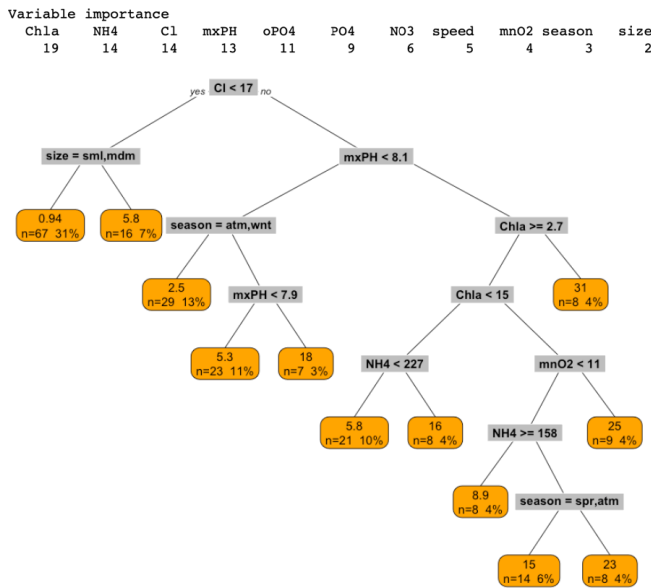 Variable importance
Chla NH4 Cl mxPH oPO4 PO4 NO3 speed mnO2 season size
19 14 14 13 11 9 6 5 4 3 2
yes Cl < 17 no
size = sml,mdm
mxPH < 8.1
0.94
n=67 31%
5.8
n=16 7%
season = atm,wnt
Chla >= 2.7
2.5
n=29 13%
mxPH < 7.9
Chla < 15
31
n=8 4%
5.3
n=23 11%
18
n=7 3%
NH4 < 227
mnO2 < 11
5.8
n=21 10%
16
n=8 4%
NH4 >= 158
25
n=9 4%
8.9
n=8 4%
season = spr,atm
15
n=14 6%
23
n=8 4%